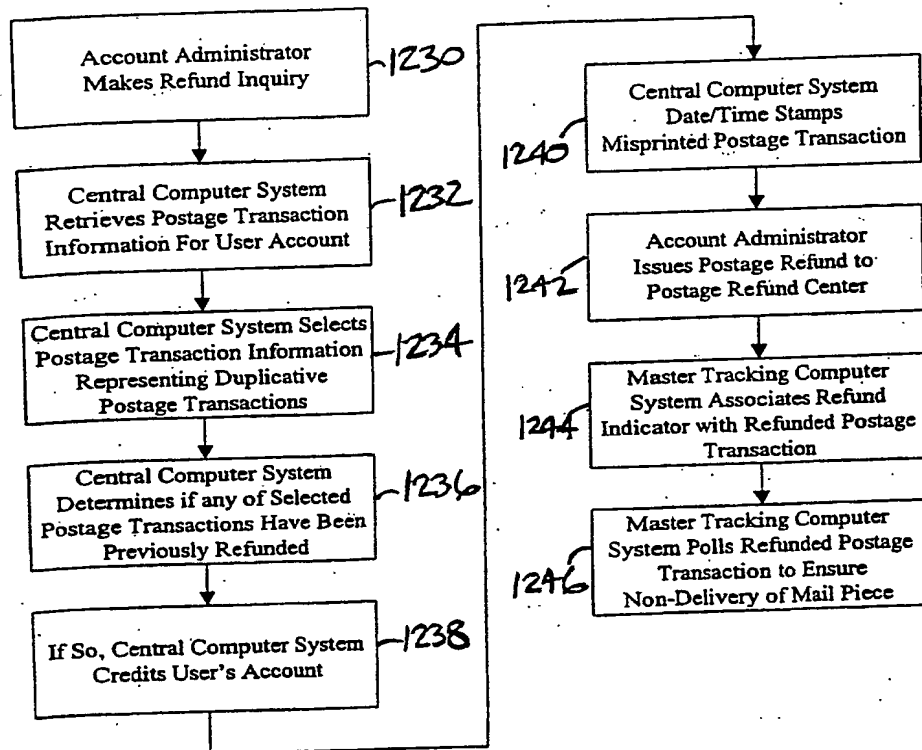 Account Administrator
Makes Refund Inquiry
1230
Central Computer System
Retrieves Postage Transaction
Information For User Account
1232
Central Computer System Selects
Postage Transaction Information
Representing Duplicative
Postage Transactions
1234
Central Computer System
Determines if any of Selected
Postage Transactions Have Been
Previously Refunded
1236
If So, Central Computer System
Credits User's Account
1238
Central Computer System
Date/Time Stamps
Misprinted Postage Transaction
1240
Account Administrator
Issues Postage Refund to
Postage Refund Center
1242
Master Tracking Computer
System Associates Refund
Indicator with Refunded Postage
Transaction
1244
Master Tracking Computer
System Polls Refunded Postage
Transaction to Ensure
Non-Delivery of Mail Piece
1246